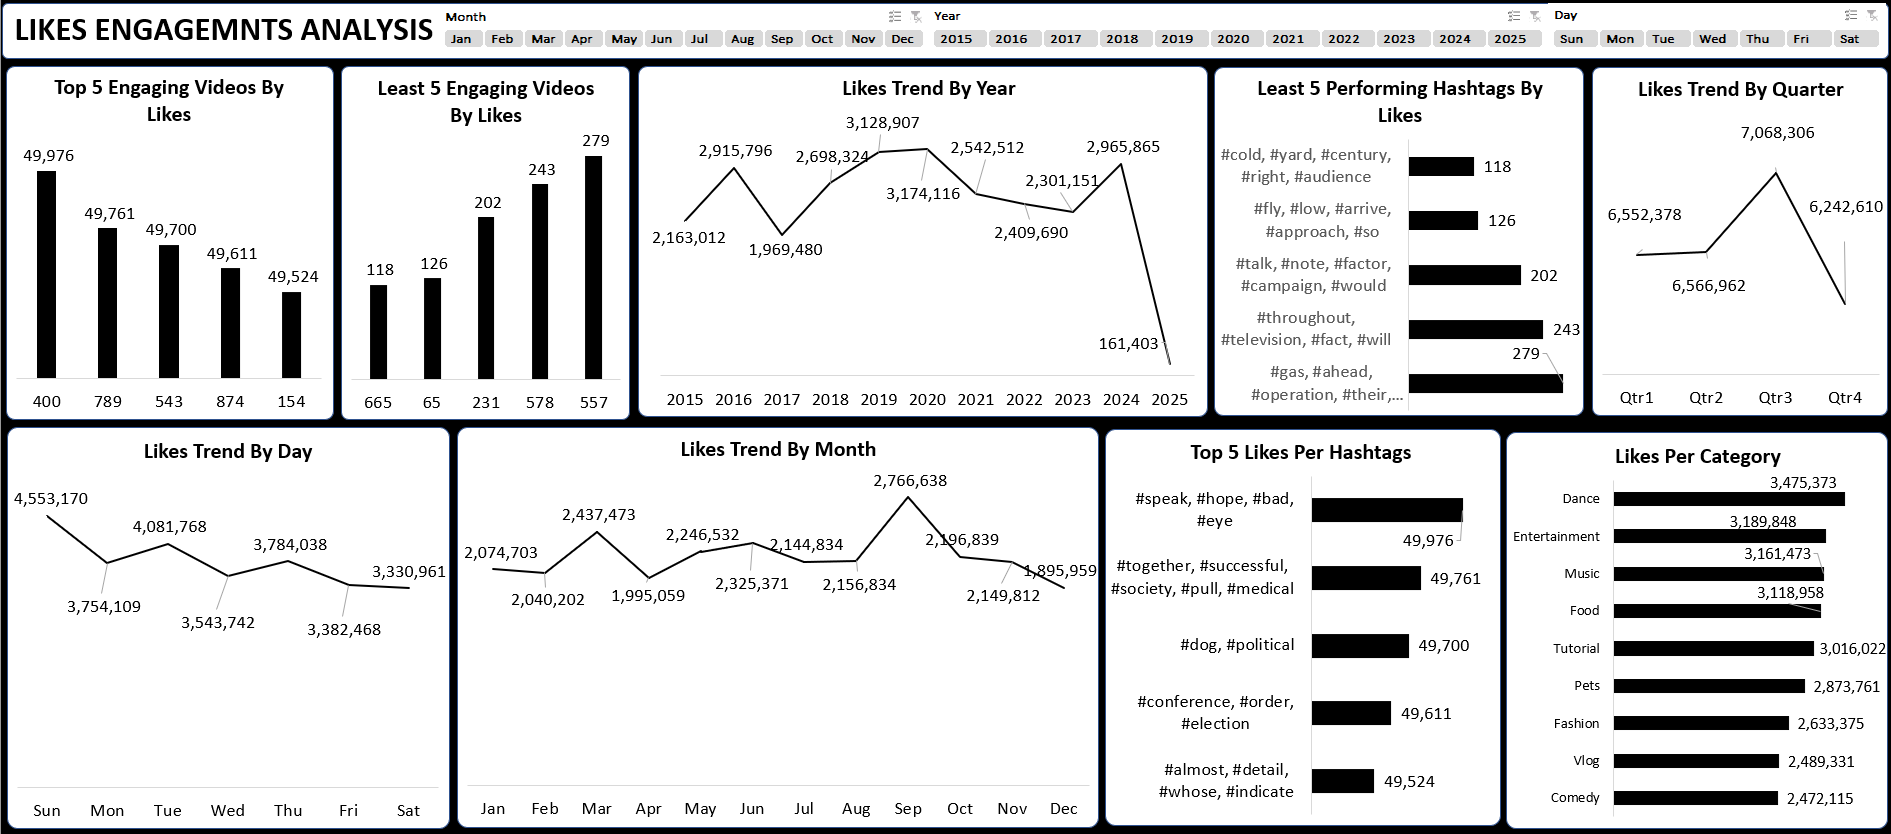 LIKES ENGAGEMNTS ANALYSIS
Month
Jan Feb Mar Apr May Jun Jul Aug Sep Oct Nov Dec
Year
2015 2016 2017 2018 2019 2020 2021 2022 2023 2024 2025
Day
Sun Mon Tue Wed Thu Fri Sat
Top 5 Engaging Videos By
Likes
49,976
49,761
49,700
49,611
49,524
400 789 543 874 154
Least 5 Engaging Videos
By Likes
118
126
202
243
279
665 65 231 578 557
Likes Trend By Year
2,163,012
2,915,796
1,969,480
2,698,324
3,128,907
3,174,116
2,542,512
2,409,690
2,301,151
2,965,865
161,403
2015 2016 2017 2018 2019 2020 2021 2022 2023 2024 2025
Least 5 Performing Hashtags By
Likes
#cold, #yard, #century,
#right, #audience
118
#fly, #low, #arrive,
#approach, #so
126
#talk, #note, #factor,
#campaign, #would
202
#throughout,
#television, #fact, #will
243
#gas, #ahead,
#operation, #their,...
279
Likes Trend By Quarter
6,552,378
6,566,962
7,068,306
6,242,610
Qtr1 Qtr2 Qtr3 Qtr4
Likes Trend By Day
4,553,170
3,754,109
4,081,768
3,543,742
3,784,038
3,382,468
3,330,961
Sun Mon Tue Wed Thu Fri Sat
Likes Trend By Month
2,074,703
2,040,202
2,437,473
1,995,059
2,246,532
2,325,371
2,144,834
2,156,834
2,766,638
2,196,839
2,149,812
1,895,959
Jan Feb Mar Apr May Jun Jul Aug Sep Oct Nov Dec
Top 5 Likes Per Hashtags
#speak, #hope, #bad,
#eye
49,976
#together, #successful,
#society, #pull, #medical
49,761
#dog, #political
49,700
#conference, #order,
#election
49,611
#almost, #detail,
#whose, #indicate
49,524
Likes Per Category
Dance 3,475,373
Entertainment 3,189,848
Music 3,161,473
Food 3,118,958
Tutorial 3,016,022
Pets 2,873,761
Fashion 2,633,375
Vlog 2,489,331
Comedy 2,472,115